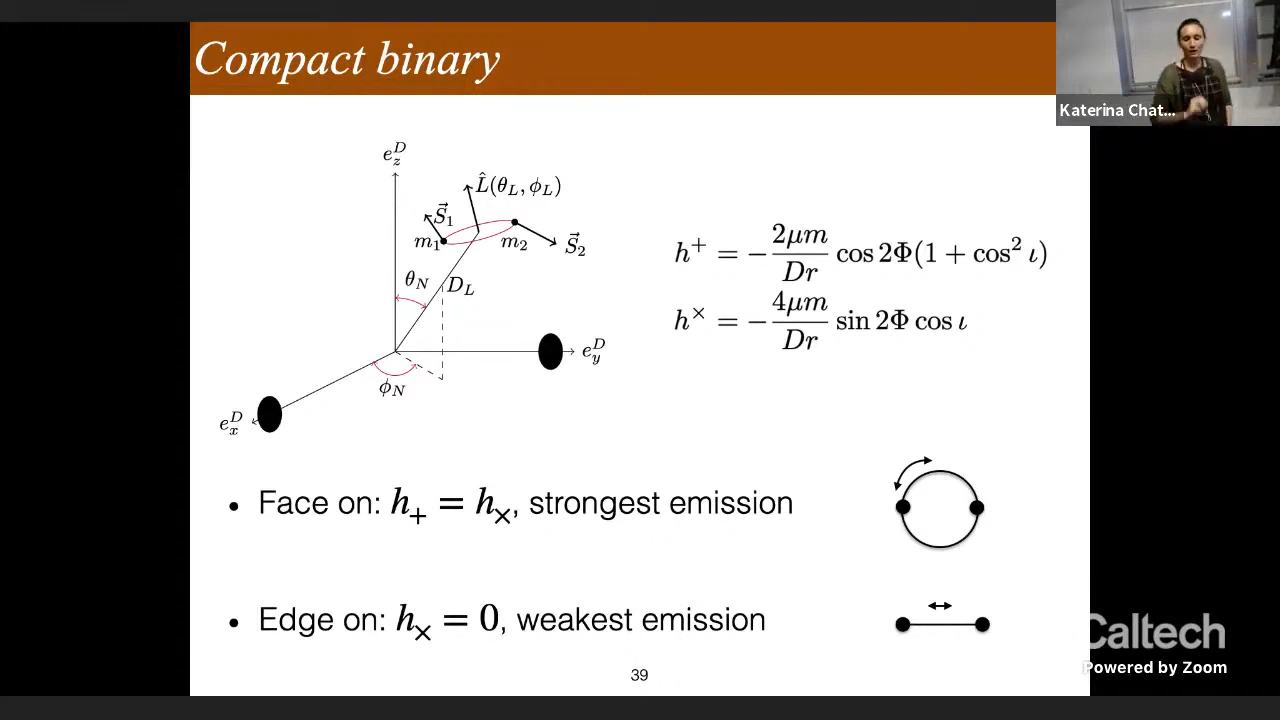 Compact binary
Katerina Chat...
e_z^D
L̂(θ_L, ϕ_L)
S⃗_1
m_1
m_2
S⃗_2
θ_N
D_L
e_y^D
ϕ_N
e_x^D
h^+ = −\frac{2μm}{Dr} cos 2Φ(1 + cos² ι)
h^× = −\frac{4μm}{Dr} sin 2Φ cos ι
• Face on: h_+ = h_×, strongest emission
• Edge on: h_× = 0, weakest emission
39
Caltech
Powered by Zoom